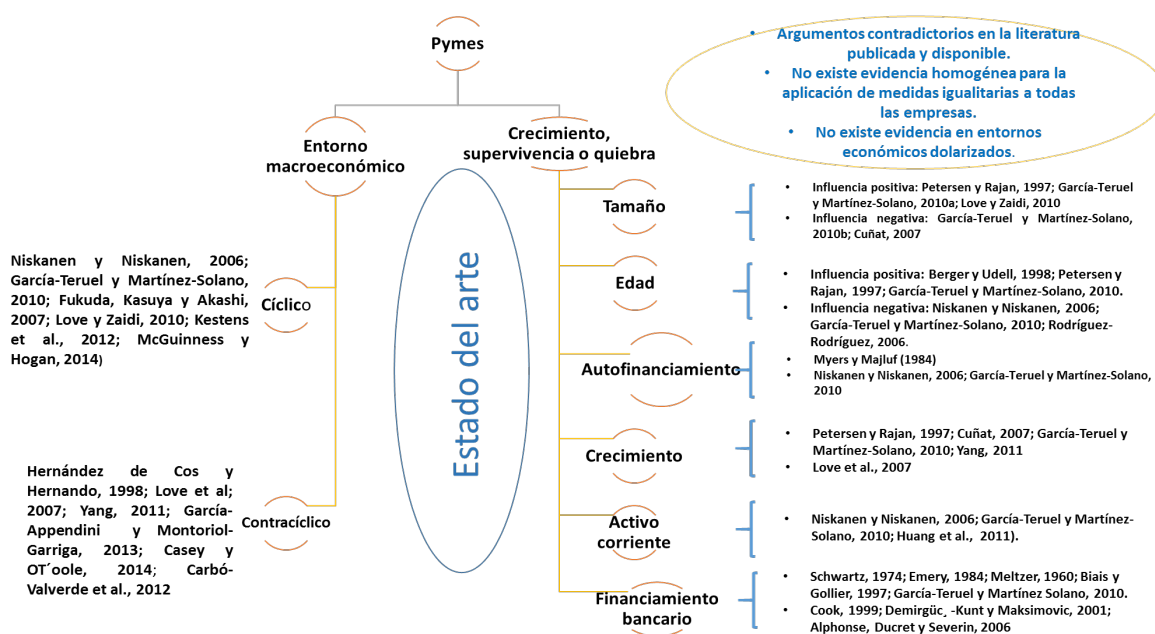 Pymes
• Argumentos contradictorios en la literatura
publicada y disponible.
• No existe evidencia homogénea para la
aplicación de medidas igualitarias a todas
las empresas.
• No existe evidencia en entornos
económicos dolarizados.
Entorno
macroeconómico
Crecimiento,
supervivencia o quiebra
Estado del arte
Niskanen y Niskanen, 2006;
García-Teruel y Martínez-Solano,
2010; Fukuda, Kasuya y Akashi,
2007; Love y Zaidi, 2010; Kestens
et al., 2012; McGuinness y
Hogan, 2014)
Cíclico
Hernández de Cos y
Hernando, 1998; Love et al;
2007; Yang, 2011; García-
Appendini y Montoriol-
Garriga, 2013; Casey y
OT´oole, 2014; Carbó-
Valverde et al., 2012
Contracíclico
Tamaño
• Influencia positiva: Petersen y Rajan, 1997; García-Teruel
y Martínez-Solano, 2010a; Love y Zaidi, 2010
• Influencia negativa: García-Teruel y Martínez-Solano,
2010b; Cuñat, 2007
Edad
• Influencia positiva: Berger y Udell, 1998; Petersen y
Rajan, 1997; García-Teruel y Martínez-Solano, 2010.
• Influencia negativa: Niskanen y Niskanen, 2006;
García-Teruel y Martínez-Solano, 2010; Rodríguez-
Rodríguez, 2006.
Autofinanciamiento
• Myers y Majluf (1984)
• Niskanen y Niskanen, 2006; García-Teruel y Martínez-Solano,
2010
Crecimiento
• Petersen y Rajan, 1997; Cuñat, 2007; García-Teruel y
Martínez-Solano, 2010; Yang, 2011
• Love et al., 2007
Activo
corriente
• Niskanen y Niskanen, 2006; García-Teruel y Martínez-
Solano, 2010; Huang et al., 2011).
Financiamiento
bancario
• Schwartz, 1974; Emery, 1984; Meltzer, 1960; Biais y
Gollier, 1997; García-Teruel y Martínez Solano, 2010.
• Cook, 1999; Demirgüc¸ -Kunt y Maksimovic, 2001;
Alphonse, Ducret y Severin, 2006